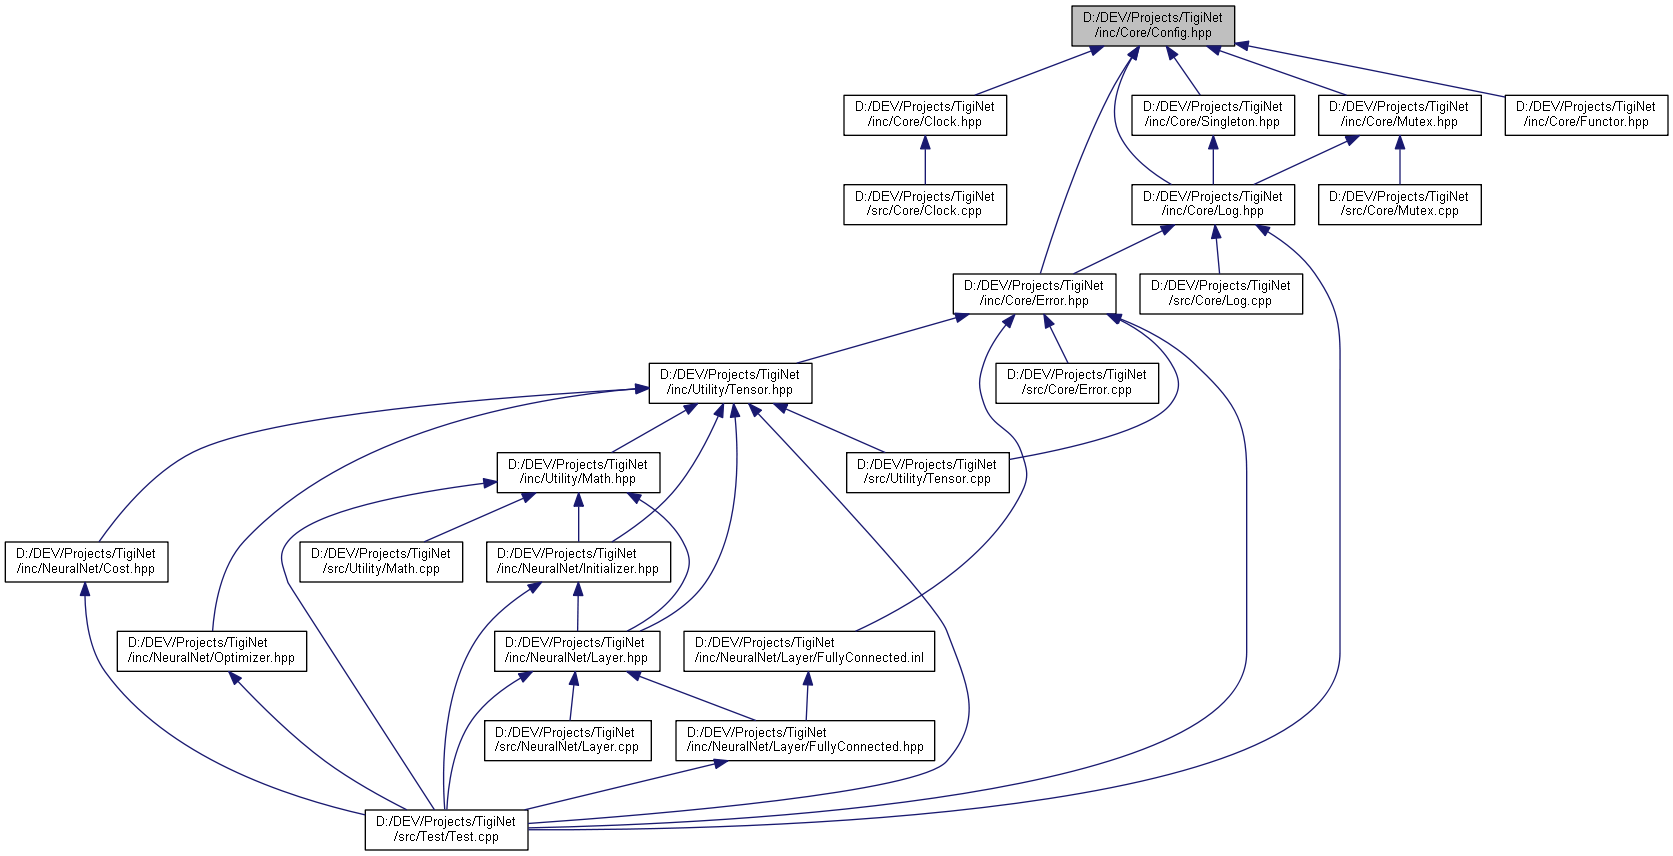 D:/DEV/Projects/TigiNet
/inc/Core/Config.hpp
D:/DEV/Projects/TigiNet
/inc/Core/Clock.hpp
D:/DEV/Projects/TigiNet
/inc/Core/Singleton.hpp
D:/DEV/Projects/TigiNet
/inc/Core/Mutex.hpp
D:/DEV/Projects/TigiNet
/inc/Core/Functor.hpp
D:/DEV/Projects/TigiNet
/src/Core/Clock.cpp
D:/DEV/Projects/TigiNet
/inc/Core/Log.hpp
D:/DEV/Projects/TigiNet
/src/Core/Mutex.cpp
D:/DEV/Projects/TigiNet
/inc/Core/Error.hpp
D:/DEV/Projects/TigiNet
/src/Core/Log.cpp
D:/DEV/Projects/TigiNet
/inc/Utility/Tensor.hpp
D:/DEV/Projects/TigiNet
/src/Core/Error.cpp
D:/DEV/Projects/TigiNet
/inc/Utility/Math.hpp
D:/DEV/Projects/TigiNet
/src/Utility/Tensor.cpp
D:/DEV/Projects/TigiNet
/inc/NeuralNet/Cost.hpp
D:/DEV/Projects/TigiNet
/src/Utility/Math.cpp
D:/DEV/Projects/TigiNet
/inc/NeuralNet/Initializer.hpp
D:/DEV/Projects/TigiNet
/inc/NeuralNet/Optimizer.hpp
D:/DEV/Projects/TigiNet
/inc/NeuralNet/Layer.hpp
D:/DEV/Projects/TigiNet
/inc/NeuralNet/Layer/FullyConnected.inl
D:/DEV/Projects/TigiNet
/src/NeuralNet/Layer.cpp
D:/DEV/Projects/TigiNet
/inc/NeuralNet/Layer/FullyConnected.hpp
D:/DEV/Projects/TigiNet
/src/Test/Test.cpp